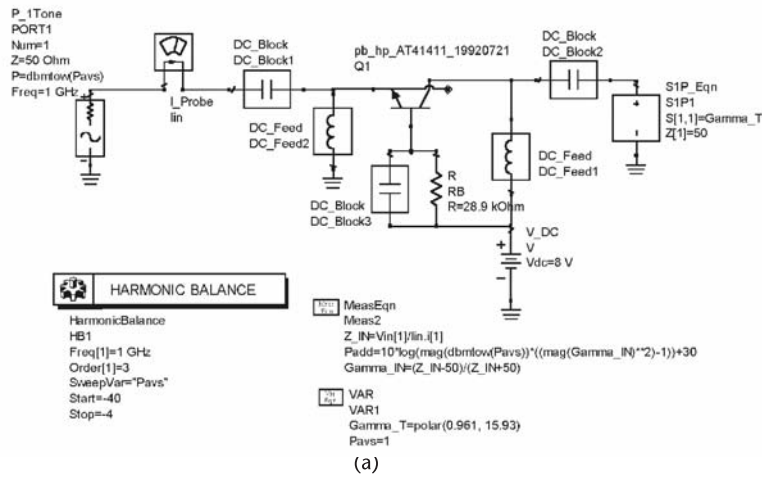 P_1Tone
PORT1
Num=1
Z=50 Ohm
P=dbmtow(Pavs)
Freq=1 GHz
I_Probe
Iin
DC_Block
DC_Block1
DC_Feed
DC_Feed2
pb_hp_AT41411_19920721
Q1
DC_Block
DC_Block3
R
RB
R=28.9 kOhm
DC_Block
DC_Block2
DC_Feed
DC_Feed1
S1P_Eqn
S1P1
S[1,1]=Gamma_T
Z[1]=50
V_DC
V
Vdc=8 V
HARMONIC BALANCE
HarmonicBalance
HB1
Freq[1]=1 GHz
Order[1]=3
SweepVar="Pavs"
Start=-40
Stop=-4
MeasEqn
Meas2
Z_IN=Vin[1]/Iin.i[1]
Padd=10*log(mag(dbmtow(Pavs))*((mag(Gamma_IN)**2)-1))+30
Gamma_IN=(Z_IN-50)/(Z_IN+50)
VAR
VAR1
Gamma_T=polar(0.961, 15.93)
Pavs=1
(a)